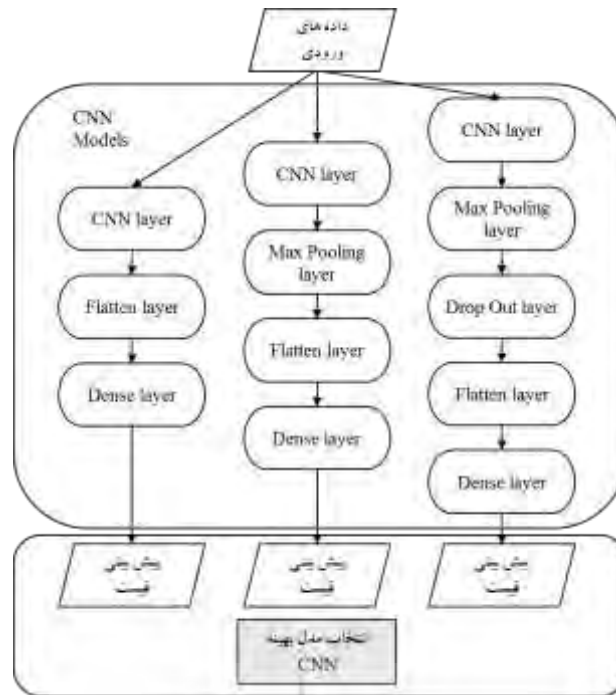 داده‌های
ورودی
CNN
Models
CNN layer
Flatten layer
Dense layer
CNN layer
Max Pooling
layer
Flatten layer
Dense layer
CNN layer
Max Pooling
layer
Drop Out layer
Flatten layer
Dense layer
پیش بینی
قیمت
پیش بینی
قیمت
پیش بینی
قیمت
انتخاب مدل بهینه
CNN